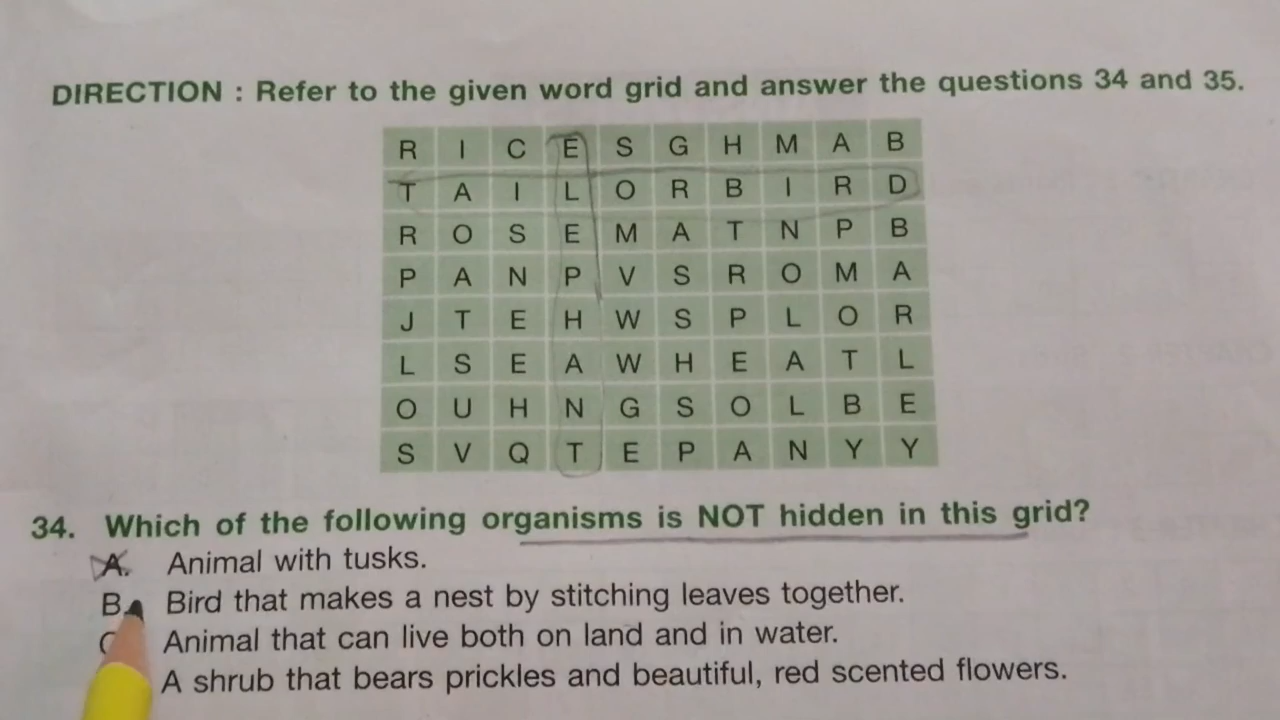 DIRECTION : Refer to the given word grid and answer the questions 34 and 35.
R I C E S G H M A B
T A I L O R B I R D
R O S E M A T N P B
P A N P V S R O M A
J T E H W S P L O R
L S E A W H E A T L
O U H N G S O L B E
S V Q T E P A N Y Y
34. Which of the following organisms is NOT hidden in this grid?
A. Animal with tusks.
B. Bird that makes a nest by stitching leaves together.
Animal that can live both on land and in water.
A shrub that bears prickles and beautiful, red scented flowers.